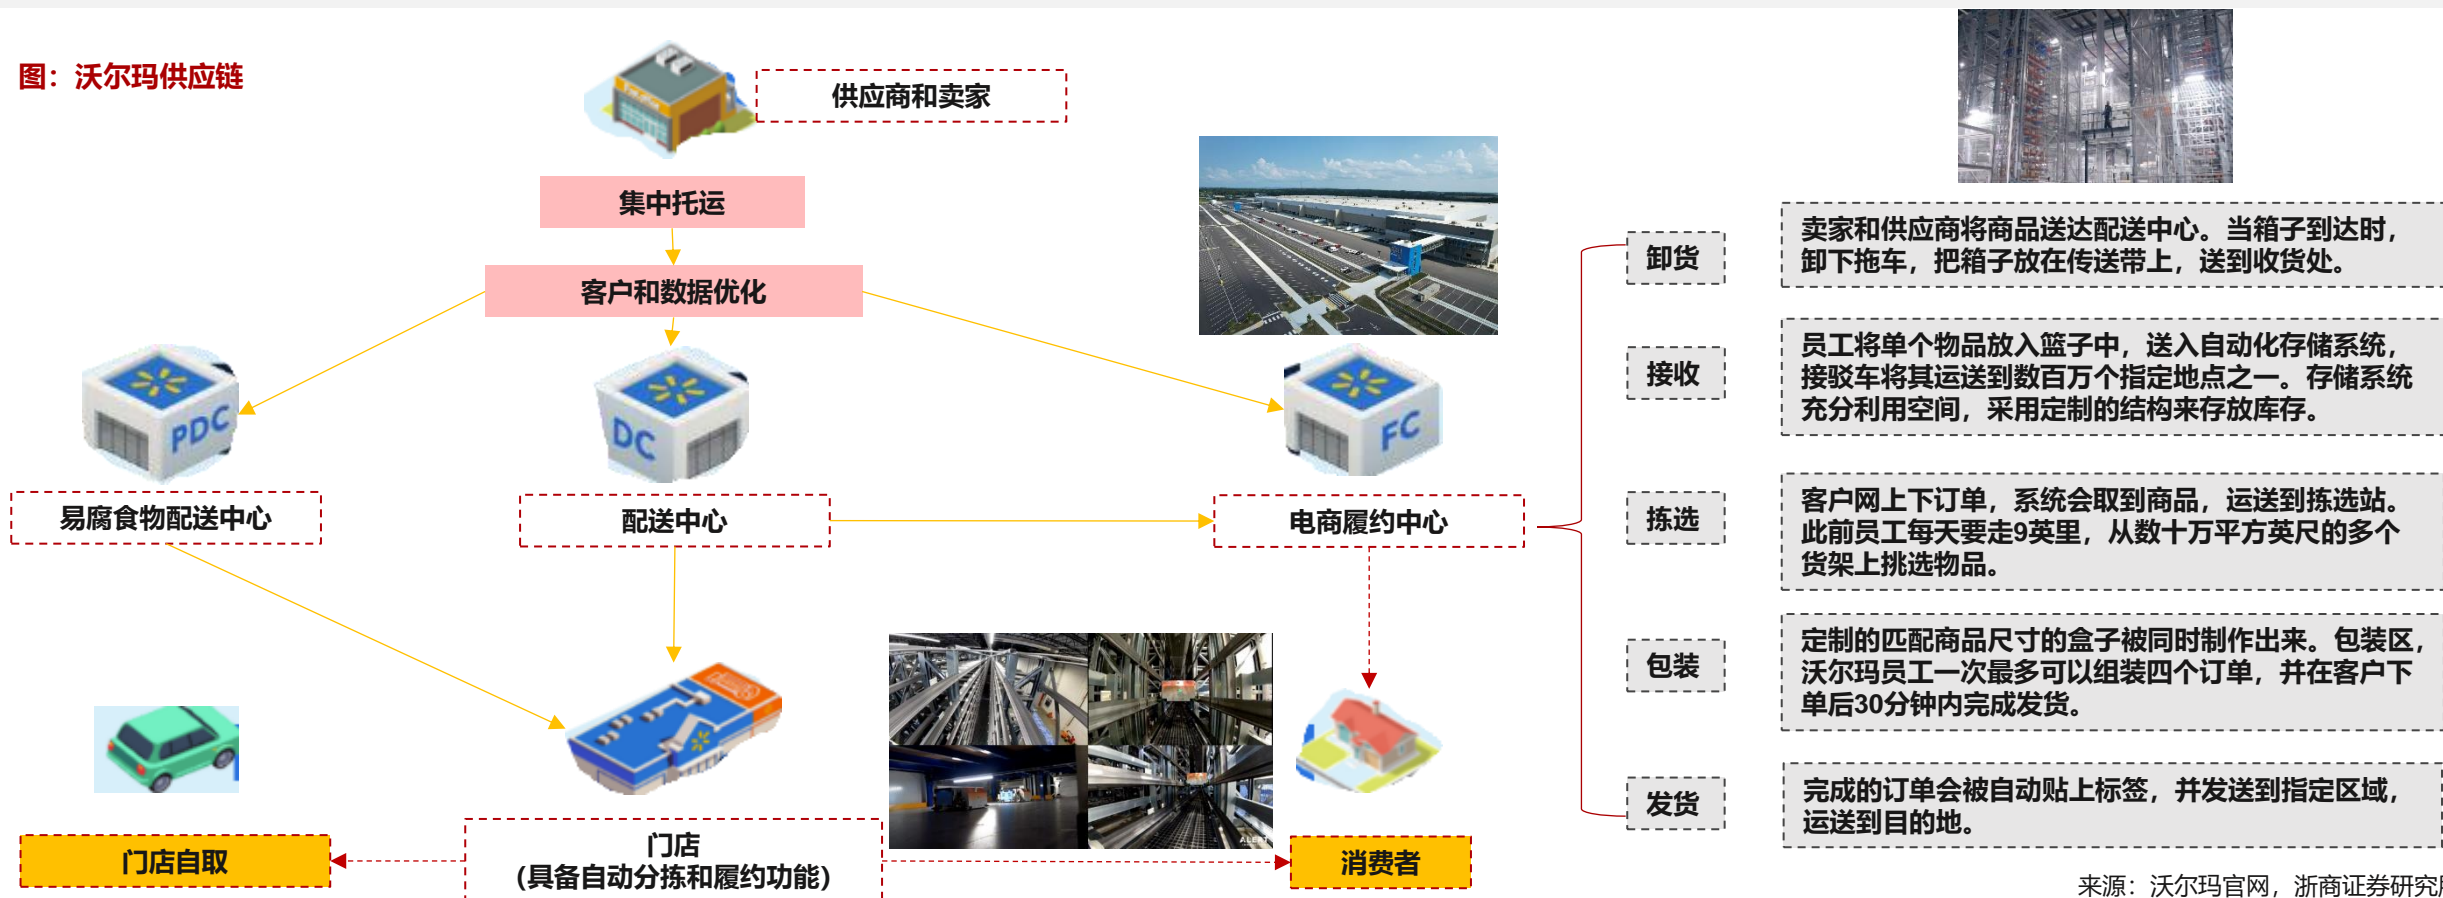 图：沃尔玛供应链
供应商和卖家
集中托运
客户和数据优化
PDC
DC
FC
易腐食物配送中心
配送中心
电商履约中心
门店自取
门店
（具备自动分拣和履约功能）
消费者
卸货
卖家和供应商将商品送达配送中心。当箱子到达时，
卸下拖车，把箱子放在传送带上，送到收货处。
接收
员工将单个物品放入篮子中，送入自动化存储系统，
接驳车将其运送到数百万个指定地点之一。存储系统
充分利用空间，采用定制的结构来存放库存。
拣选
客户网上下订单，系统会取到商品，运送到拣选站。
此前员工每天要走9英里，从数十万平方英尺的多个
货架上挑选物品。
包装
定制的匹配商品尺寸的盒子被同时制作出来。包装区，
沃尔玛员工一次最多可以组装四个订单，并在客户下
单后30分钟内完成发货。
发货
完成的订单会被自动贴上标签，并发送到指定区域，
运送到目的地。
来源：沃尔玛官网，浙商证券研究